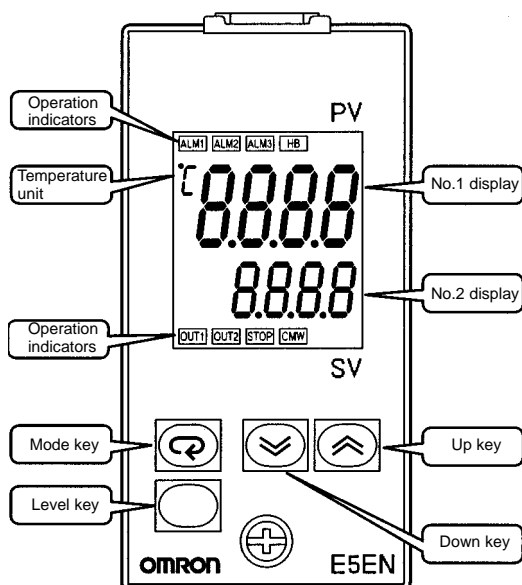 Operation
indicators
PV
ALM1 ALM2 ALM3 HB
Temperature
unit
°C
8.8.8.8
No.1 display
8.8.8.8
No.2 display
Operation
indicators
OUT1 OUT2 STOP CMW
SV
Mode key
Up key
Level key
Down key
OMRON
E5EN